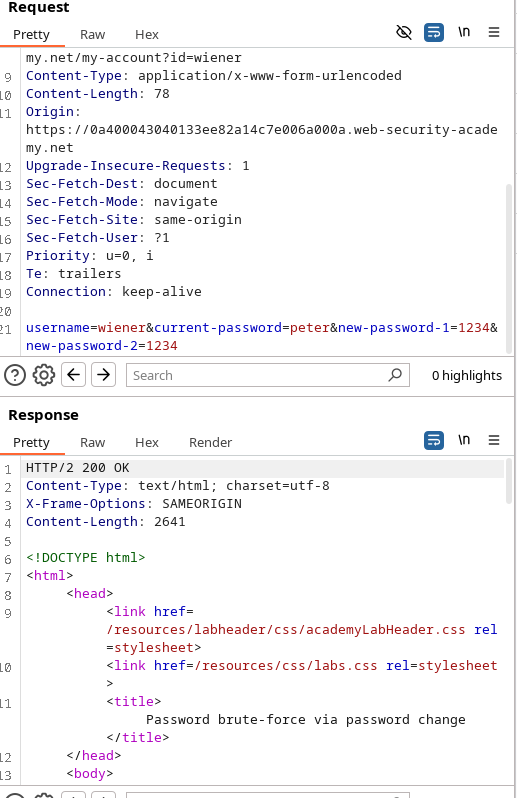 Request
Pretty Raw Hex \n
my.net/my-account?id=wiener
9 Content-Type: application/x-www-form-urlencoded
10 Content-Length: 78
11 Origin:
https://0a400043040133ee82a14c7e006a000a.web-security-acade
my.net
12 Upgrade-Insecure-Requests: 1
13 Sec-Fetch-Dest: document
14 Sec-Fetch-Mode: navigate
15 Sec-Fetch-Site: same-origin
16 Sec-Fetch-User: ?1
17 Priority: u=0, i
18 Te: trailers
19 Connection: keep-alive
20
21 username=wiener&current-password=peter&new-password-1=1234&
new-password-2=1234
Search 0 highlights
Response
Pretty Raw Hex Render \n
1 HTTP/2 200 OK
2 Content-Type: text/html; charset=utf-8
3 X-Frame-Options: SAMEORIGIN
4 Content-Length: 2641
5
6 <!DOCTYPE html>
7 <html>
8 <head>
9 <link href=
/resources/labheader/css/academyLabHeader.css rel
=stylesheet>
10 <link href=/resources/css/labs.css rel=stylesheet
>
11 <title>
Password brute-force via password change
</title>
12 </head>
13 <body>